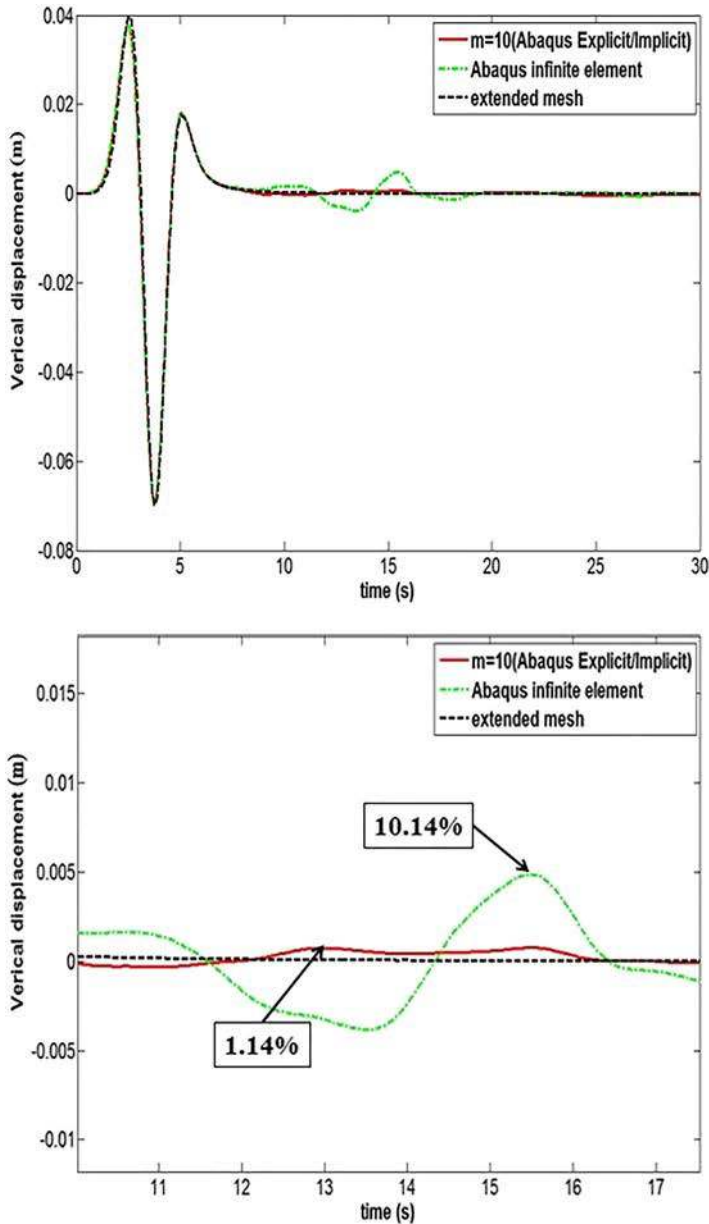 0.04
0.02
0
-0.02
-0.04
-0.06
-0.08
Verical displacement (m)
m=10(Abaqus Explicit/Implicit)
Abaqus infinite element
extended mesh
0 5 10 15 20 25 30
time (s)
0.015
0.01
0.005
0
-0.005
-0.01
Verical displacement (m)
m=10(Abaqus Explicit/Implicit)
Abaqus infinite element
extended mesh
10.14%
1.14%
11 12 13 14 15 16 17
time (s)